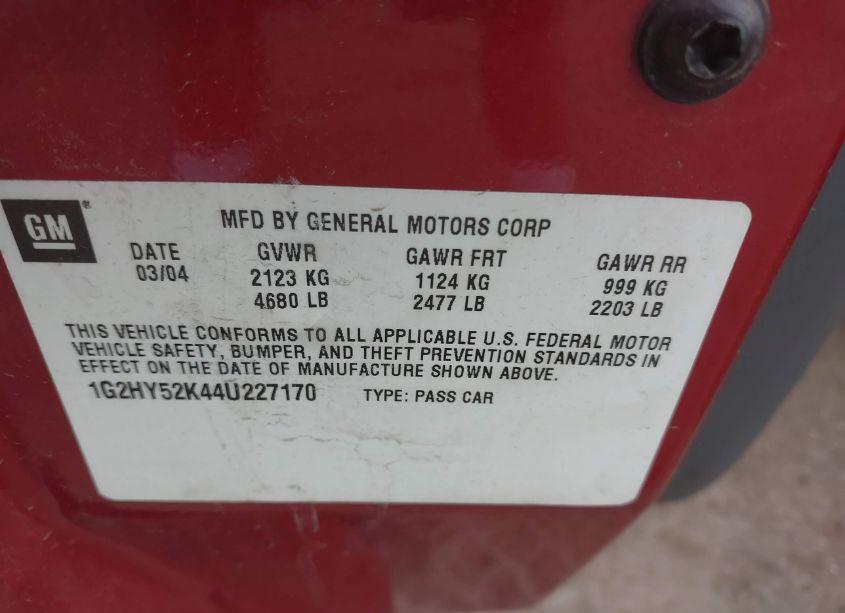 GM®
MFD BY GENERAL MOTORS CORP
DATE GVWR GAWR FRT GAWR RR
03/04 2123 KG 1124 KG 999 KG
4680 LB 2477 LB 2203 LB
THIS VEHICLE CONFORMS TO ALL APPLICABLE U.S. FEDERAL MOTOR
VEHICLE SAFETY, BUMPER, AND THEFT PREVENTION STANDARDS IN
EFFECT ON THE DATE OF MANUFACTURE SHOWN ABOVE.
1G2HY52K44U227170 TYPE: PASS CAR